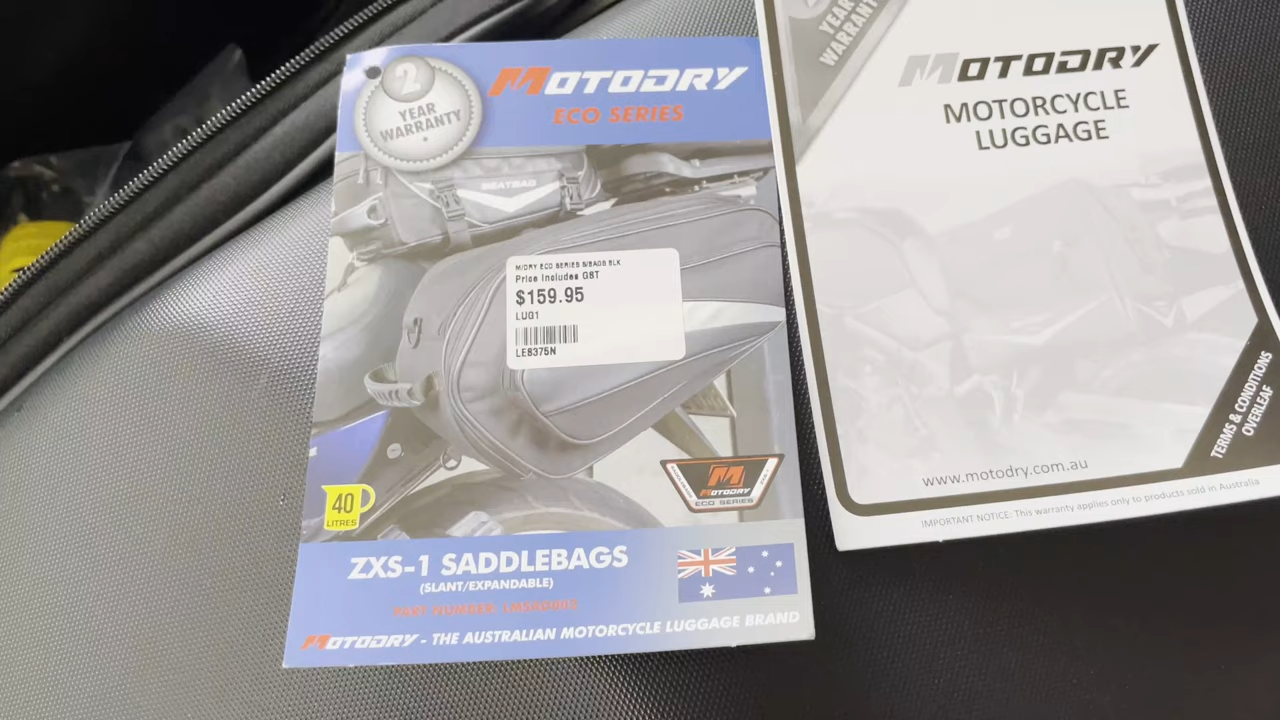 2
YEAR
WARRANTY
MOTODRY
ECO SERIES
SEATBAG
M/DRY ECO SERIES S/BAGS BLK
Price Includes GST
$159.95
LUG1
LE8375N
MOTODRY
ECO SERIES
40
LITRES
ZXS-1 SADDLEBAGS
(SLANT/EXPANDABLE)
PART NUMBER:
MOTODRY - THE AUSTRALIAN MOTORCYCLE LUGGAGE BRAND
YEAR
WARRANTY
MOTODRY
MOTORCYCLE
LUGGAGE
TERMS & CONDITIONS
OVERLEAF
www.motodry.com.au
IMPORTANT NOTICE: This warranty applies only to products sold in Australia